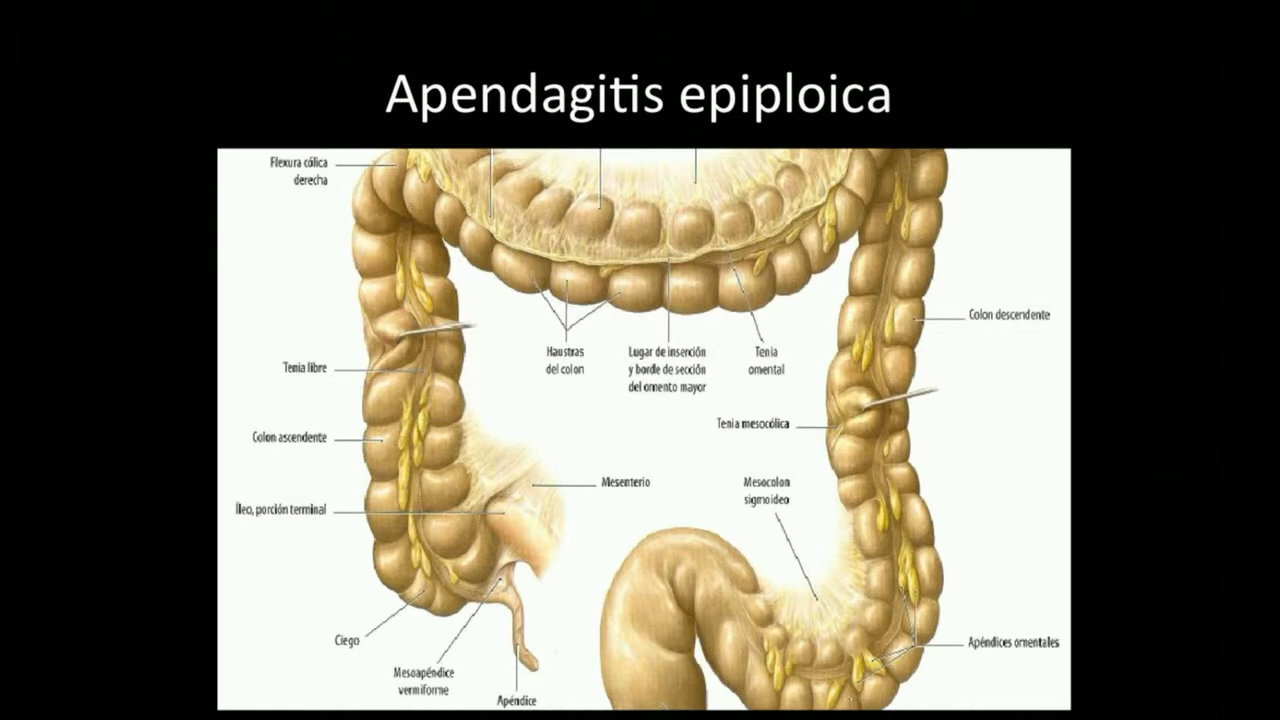 Apendagitis epiploica
Flexura cólica
derecha
Haustras
del colon
Lugar de inserción
y borde de sección
del omento mayor
Tenia
omental
Colon descendente
Tenia libre
Tenia mesocólica
Colon ascendente
Mesenterio
Mesocolon
sigmoideo
Íleo, porción terminal
Ciego
Apéndices omentales
Mesoapéndice
vermiforme
Apéndice